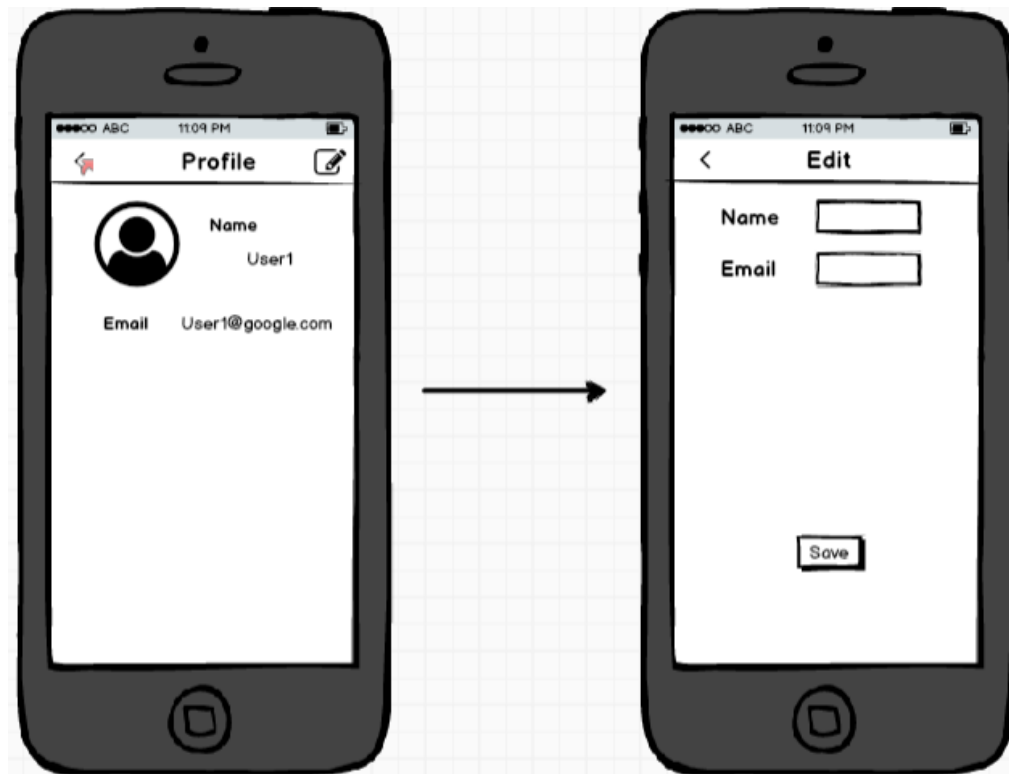 ABC 11:09 PM
Profile
Name
User1
Email User1@google.com
ABC 11:09 PM
Edit
Name
Email
Save